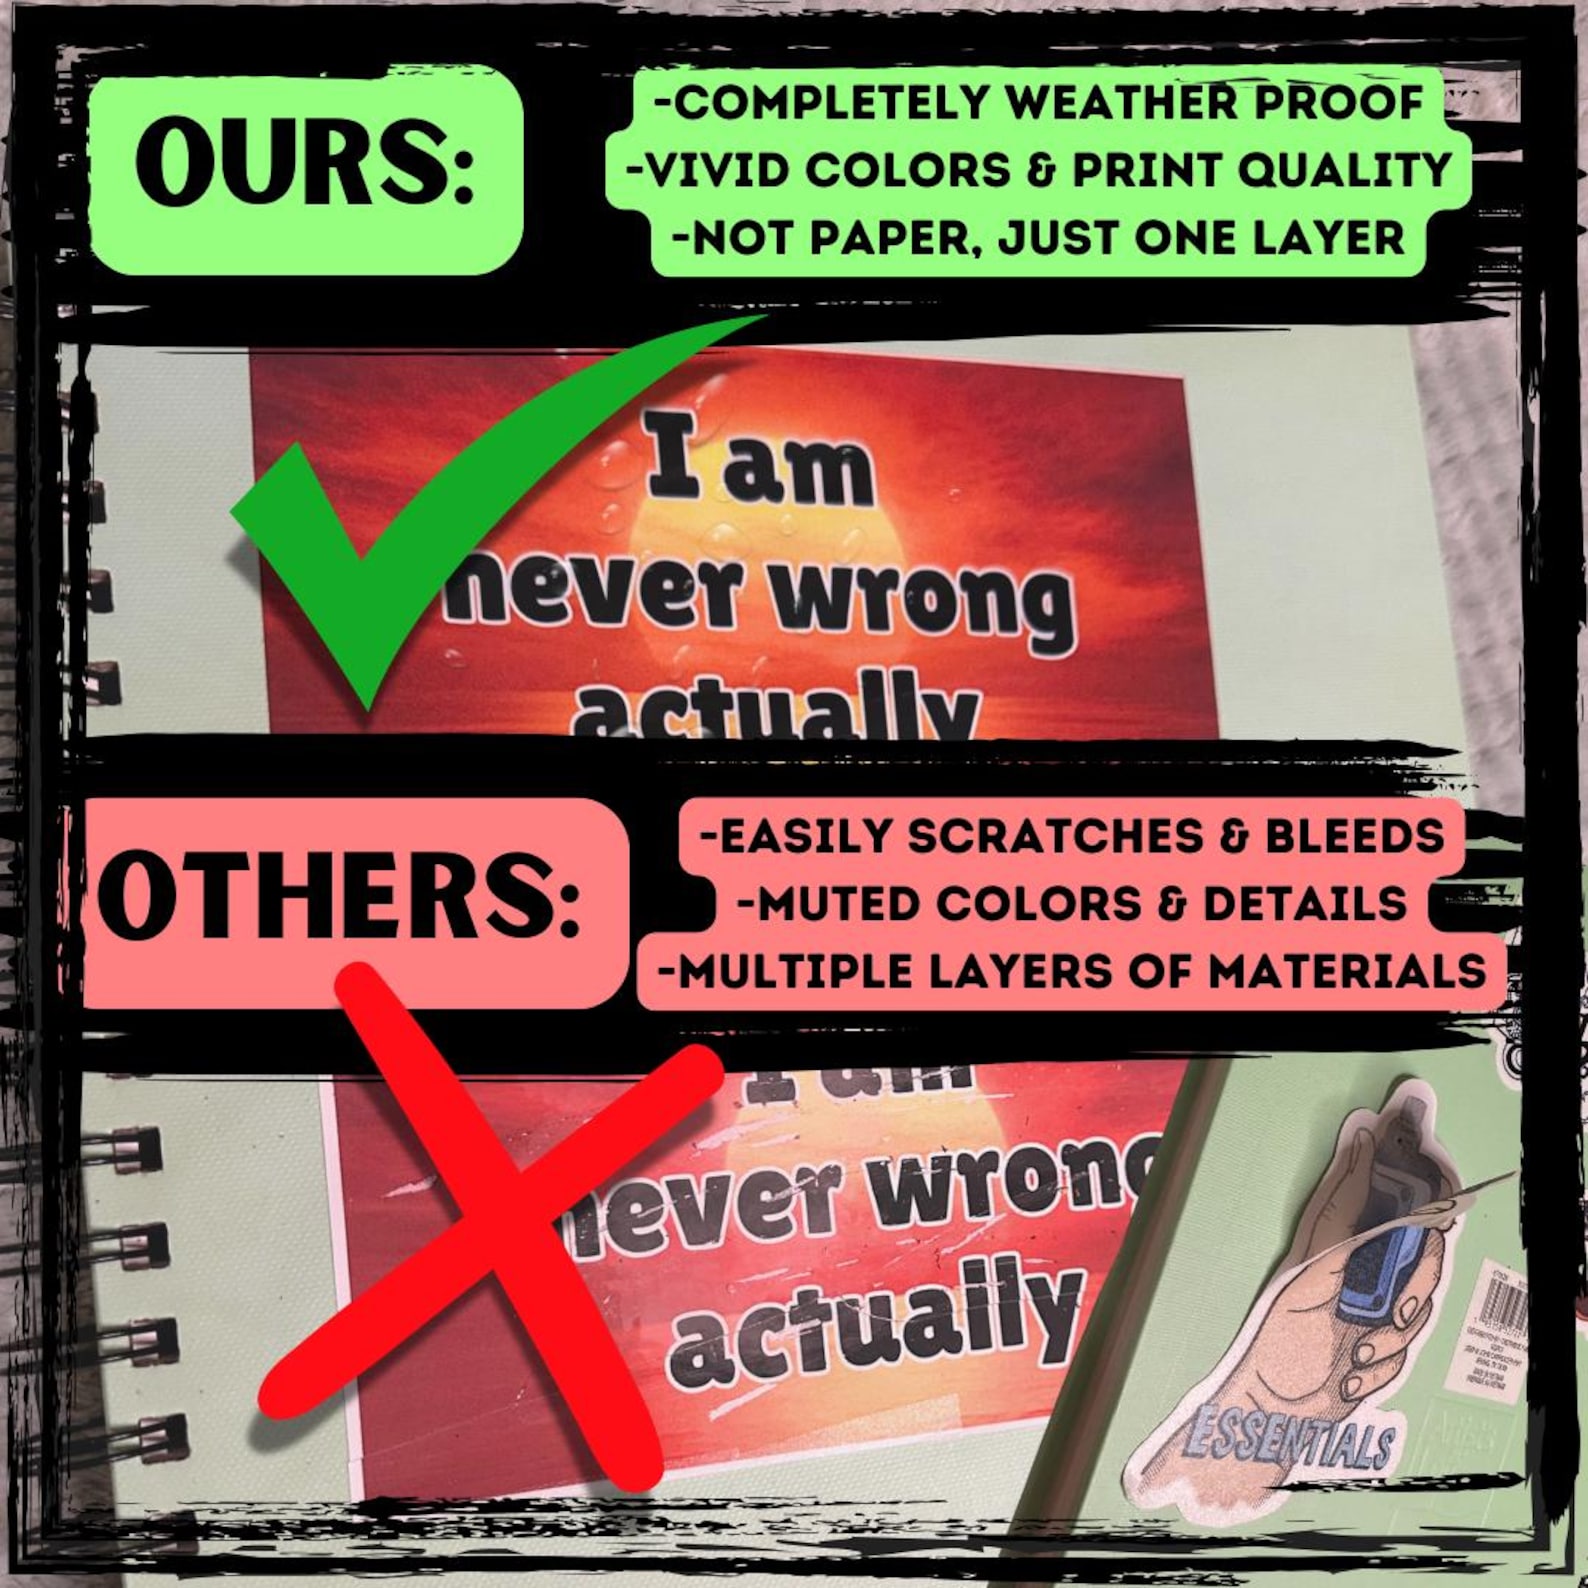 OURS:
-COMPLETELY WEATHER PROOF
-VIVID COLORS & PRINT QUALITY
-NOT PAPER, JUST ONE LAYER
I am
never wrong
actually
OTHERS:
-EASILY SCRATCHES & BLEEDS
-MUTED COLORS & DETAILS
-MULTIPLE LAYERS OF MATERIALS
I am
never wrong
actually
ESSENTIALS